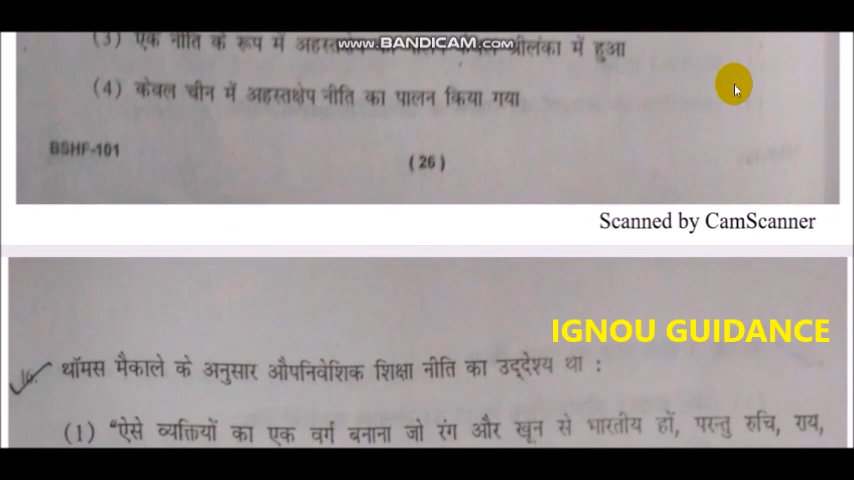 (3) एक नीति के रूप में श्रीलंका में हुआ
www.BANDICAM.com
(4) केवल चीन में अहस्तक्षेप नीति का पालन किया गया
BSHF-101
(26)
Scanned by CamScanner
IGNOU GUIDANCE
16. थॉमस मैकाले के अनुसार औपनिवेशिक शिक्षा नीति का उद्देश्य था :
(1) "ऐसे व्यक्तियों का एक वर्ग बनाना जो रंग और खून से भारतीय हों, परन्तु रुचि, राय,